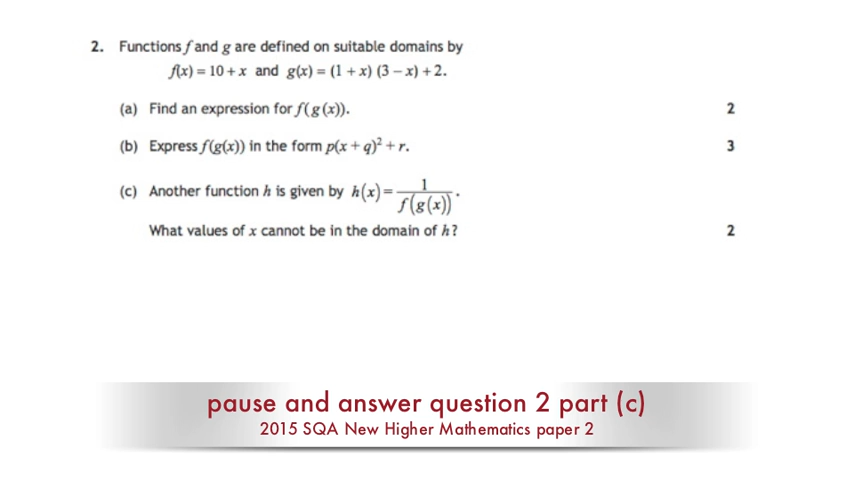 2. Functions f and g are defined on suitable domains by
f(x) = 10 + x and g(x) = (1 + x) (3 – x) + 2.
(a) Find an expression for f(g(x)). 2
(b) Express f(g(x)) in the form p(x + q)² + r. 3
(c) Another function h is given by h(x) = 1/f(g(x)).
What values of x cannot be in the domain of h? 2
pause and answer question 2 part (c)
2015 SQA New Higher Mathematics paper 2